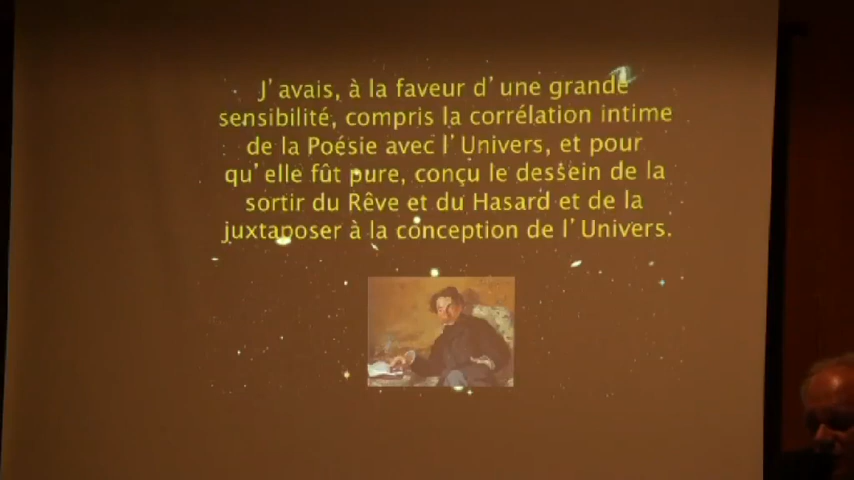 J'avais, à la faveur d'une grande
sensibilité, compris la corrélation intime
de la Poésie avec l'Univers, et pour
qu'elle fût pure, conçu le dessein de la
sortir du Rêve et du Hasard et de la
juxtaposer à la conception de l'Univers.